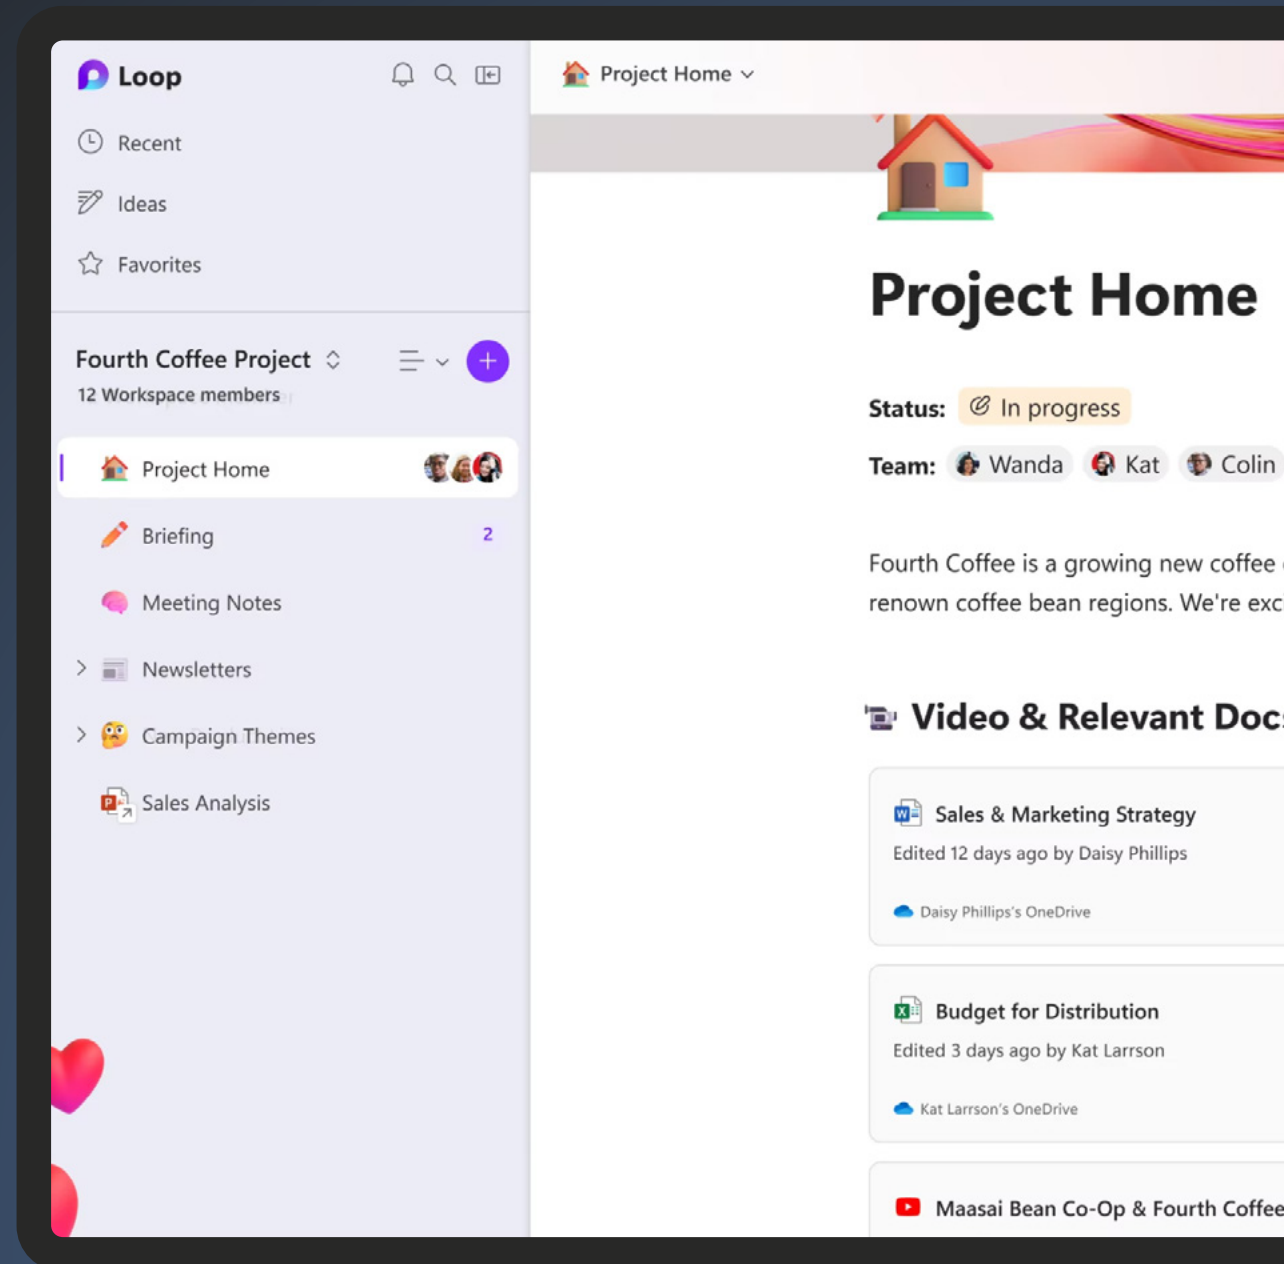 Loop
Recent
Ideas
Favorites
Fourth Coffee Project
12 Workspace members
Project Home
Briefing 2
Meeting Notes
Newsletters
Campaign Themes
Sales Analysis
Project Home
Project Home
Status: In progress
Team: Wanda Kat Colin
Fourth Coffee is a growing new coffee
renown coffee bean regions. We're exci
Video & Relevant Docs
Sales & Marketing Strategy
Edited 12 days ago by Daisy Phillips
Daisy Phillips's OneDrive
Budget for Distribution
Edited 3 days ago by Kat Larrson
Kat Larrson's OneDrive
Maasai Bean Co-Op & Fourth Coffee